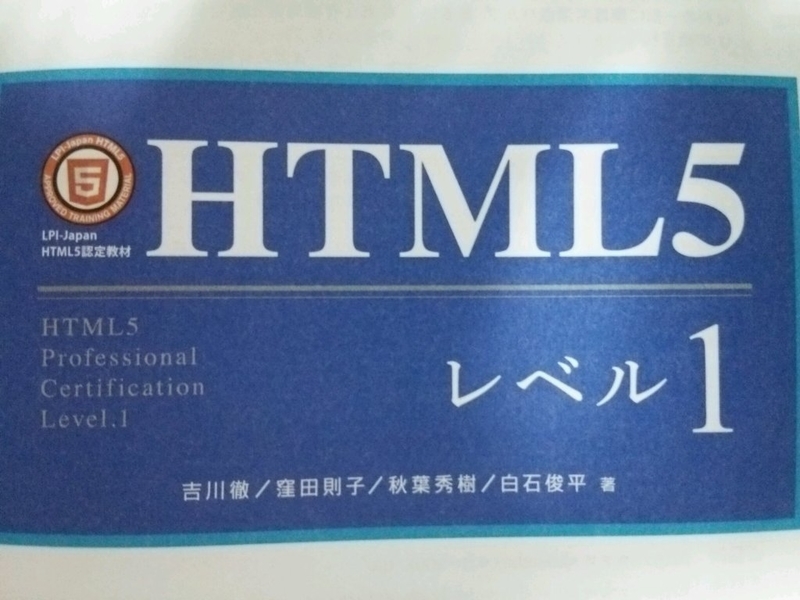 LPI-Japan HTML5
APPROVED TRAINING MATERIAL
5
LPI-Japan
HTML5認定教材
HTML5
HTML5
Professional
Certification
Level.1
レベル1
吉川徹／窪田則子／秋葉秀樹／白石俊平 著